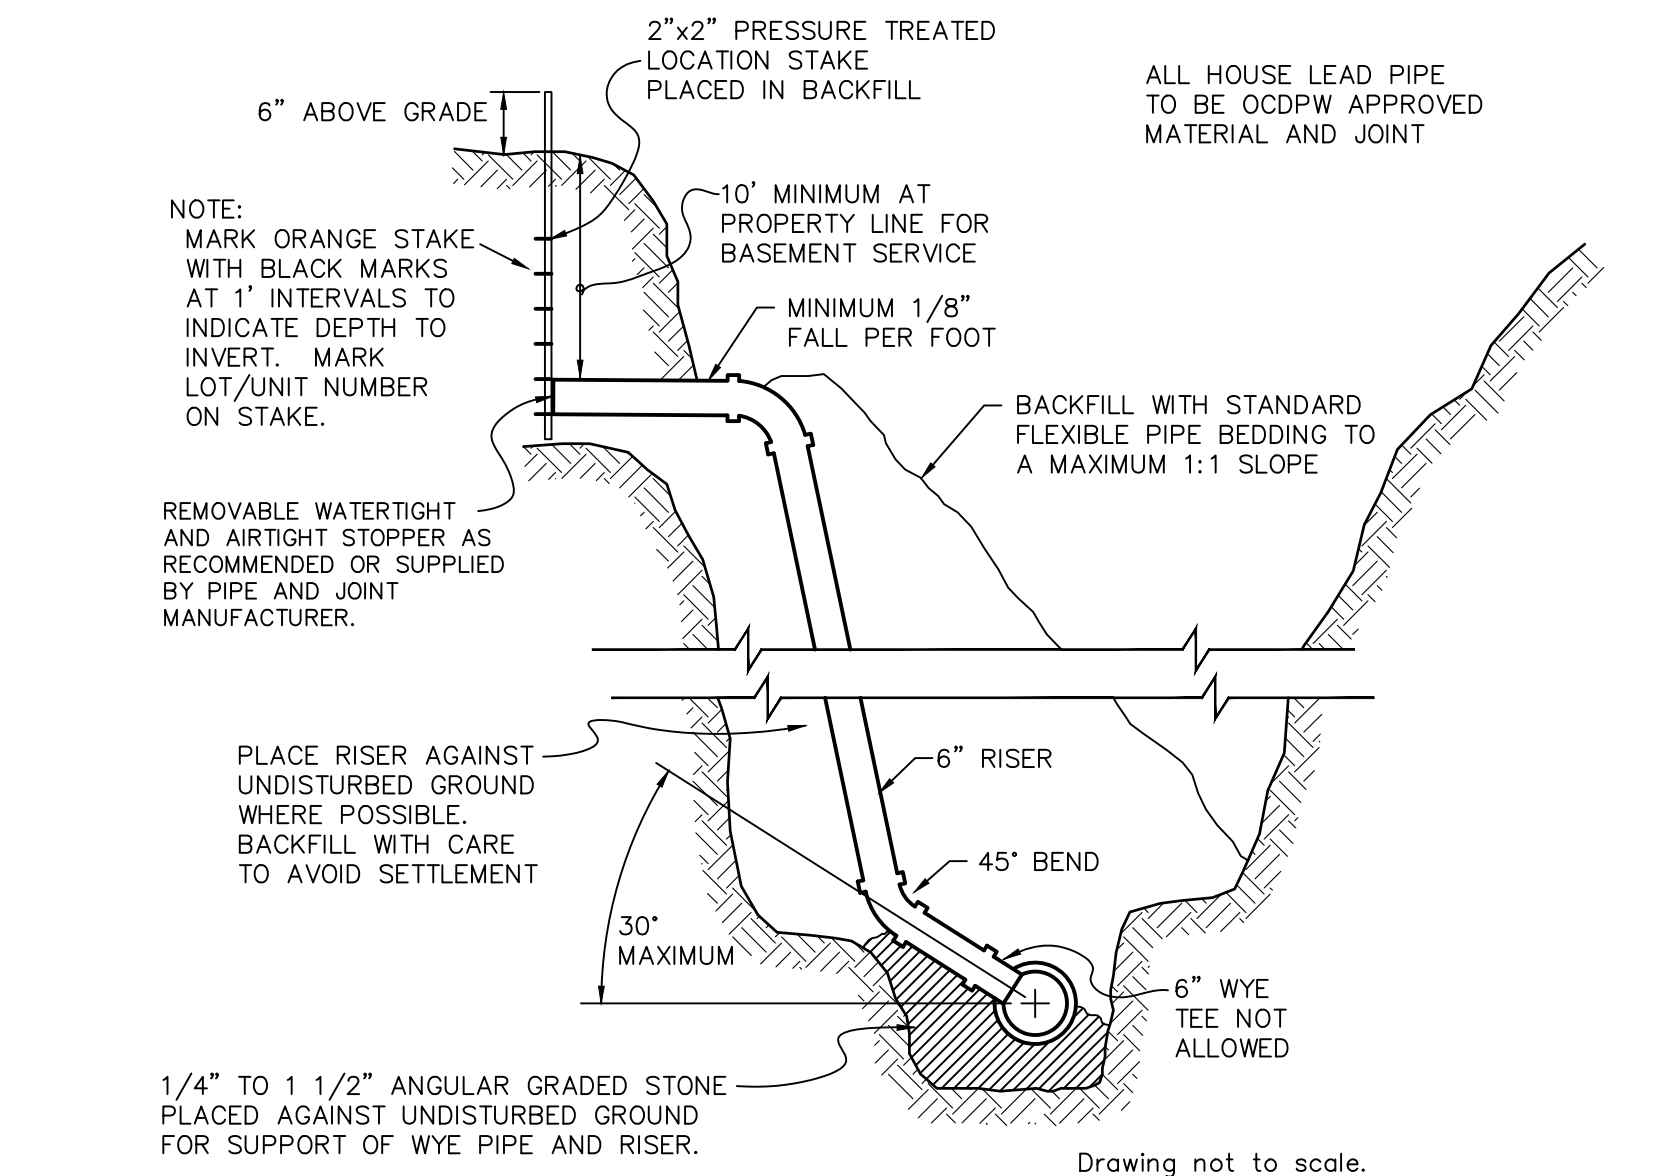 2”x2” PRESSURE TREATED
LOCATION STAKE
PLACED IN BACKFILL
ALL HOUSE LEAD PIPE
TO BE OCDPW APPROVED
MATERIAL AND JOINT
6” ABOVE GRADE
10’ MINIMUM AT
PROPERTY LINE FOR
BASEMENT SERVICE
NOTE:
MARK ORANGE STAKE
WITH BLACK MARKS
AT 1’ INTERVALS TO
INDICATE DEPTH TO
INVERT. MARK
LOT/UNIT NUMBER
ON STAKE.
MINIMUM 1/8”
FALL PER FOOT
BACKFILL WITH STANDARD
FLEXIBLE PIPE BEDDING TO
A MAXIMUM 1:1 SLOPE
REMOVABLE WATERTIGHT
AND AIRTIGHT STOPPER AS
RECOMMENDED OR SUPPLIED
BY PIPE AND JOINT
MANUFACTURER.
PLACE RISER AGAINST
UNDISTURBED GROUND
WHERE POSSIBLE.
BACKFILL WITH CARE
TO AVOID SETTLEMENT
6” RISER
45° BEND
30°
MAXIMUM
6” WYE
TEE NOT
ALLOWED
1/4” TO 1 1/2” ANGULAR GRADED STONE
PLACED AGAINST UNDISTURBED GROUND
FOR SUPPORT OF WYE PIPE AND RISER.
Drawing not to scale.